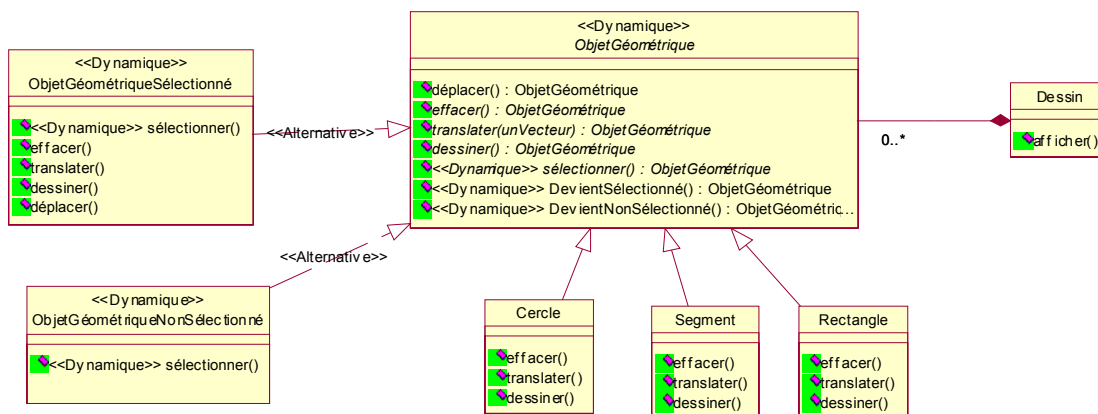 <<Dynamique>>
ObjetGéométriqueSélectionné
<<Dynamique>> sélectionner()
effacer()
translater()
dessiner()
déplacer()
<<Alternative>>
<<Dynamique>>
ObjetGéométrique
déplacer() : ObjetGéométrique
effacer() : ObjetGéométrique
translater(unVecteur) : ObjetGéométrique
dessiner() : ObjetGéométrique
<<Dynamique>> sélectionner() : ObjetGéométrique
<<Dynamique>> DevientSélectionné() : ObjetGéométrique
<<Dynamique>> DevientNonSélectionné() : ObjetGéométric...
0..*
Dessin
afficher()
<<Alternative>>
<<Dynamique>>
ObjetGéométriqueNonSélectionné
<<Dynamique>> sélectionner()
Cercle
effacer()
translater()
dessiner()
Segment
effacer()
translater()
dessiner()
Rectangle
effacer()
translater()
dessiner()